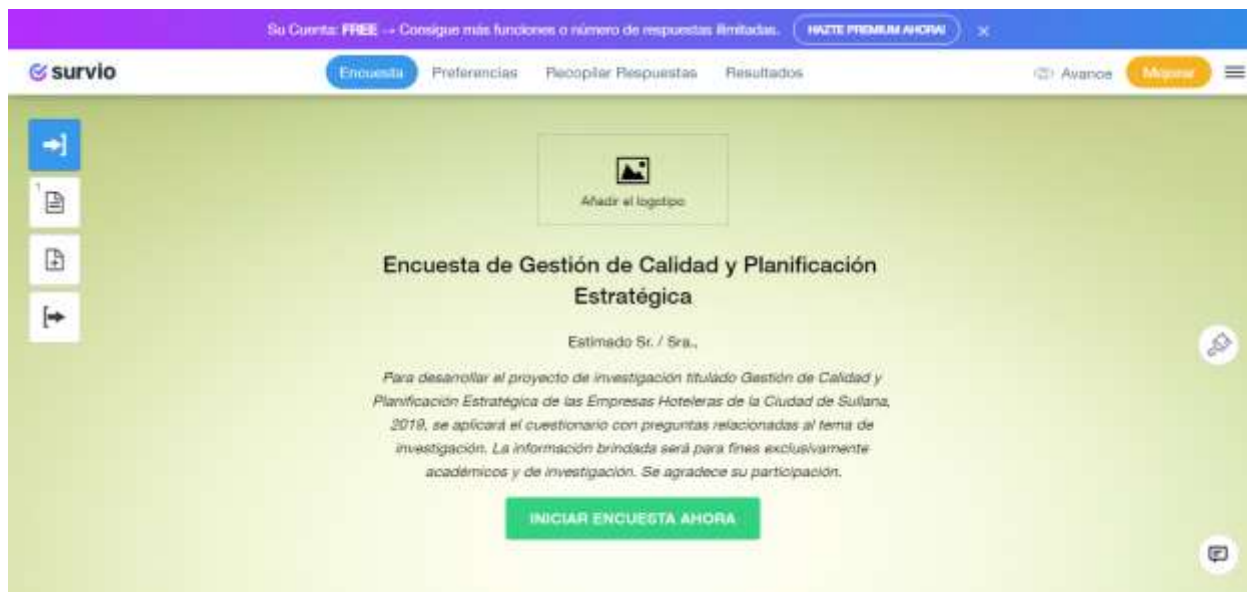 Su Cuenta: FREE → Consigue más funciones o número de respuestas ilimitadas. HAZTE PREMIUM AHORA! ×
survio Encuesta Preferencias Recopilar Respuestas Resultados Avance Mejorar
1
Añadir el logotipo
Encuesta de Gestión de Calidad y Planificación
Estratégica
Estimado Sr. / Sra.,
Para desarrollar el proyecto de investigación titulado Gestión de Calidad y
Planificación Estratégica de las Empresas Hoteleras de la Ciudad de Sullana,
2019, se aplicará el cuestionario con preguntas relacionadas al tema de
investigación. La información brindada será para fines exclusivamente
académicos y de investigación. Se agradece su participación.
INICIAR ENCUESTA AHORA